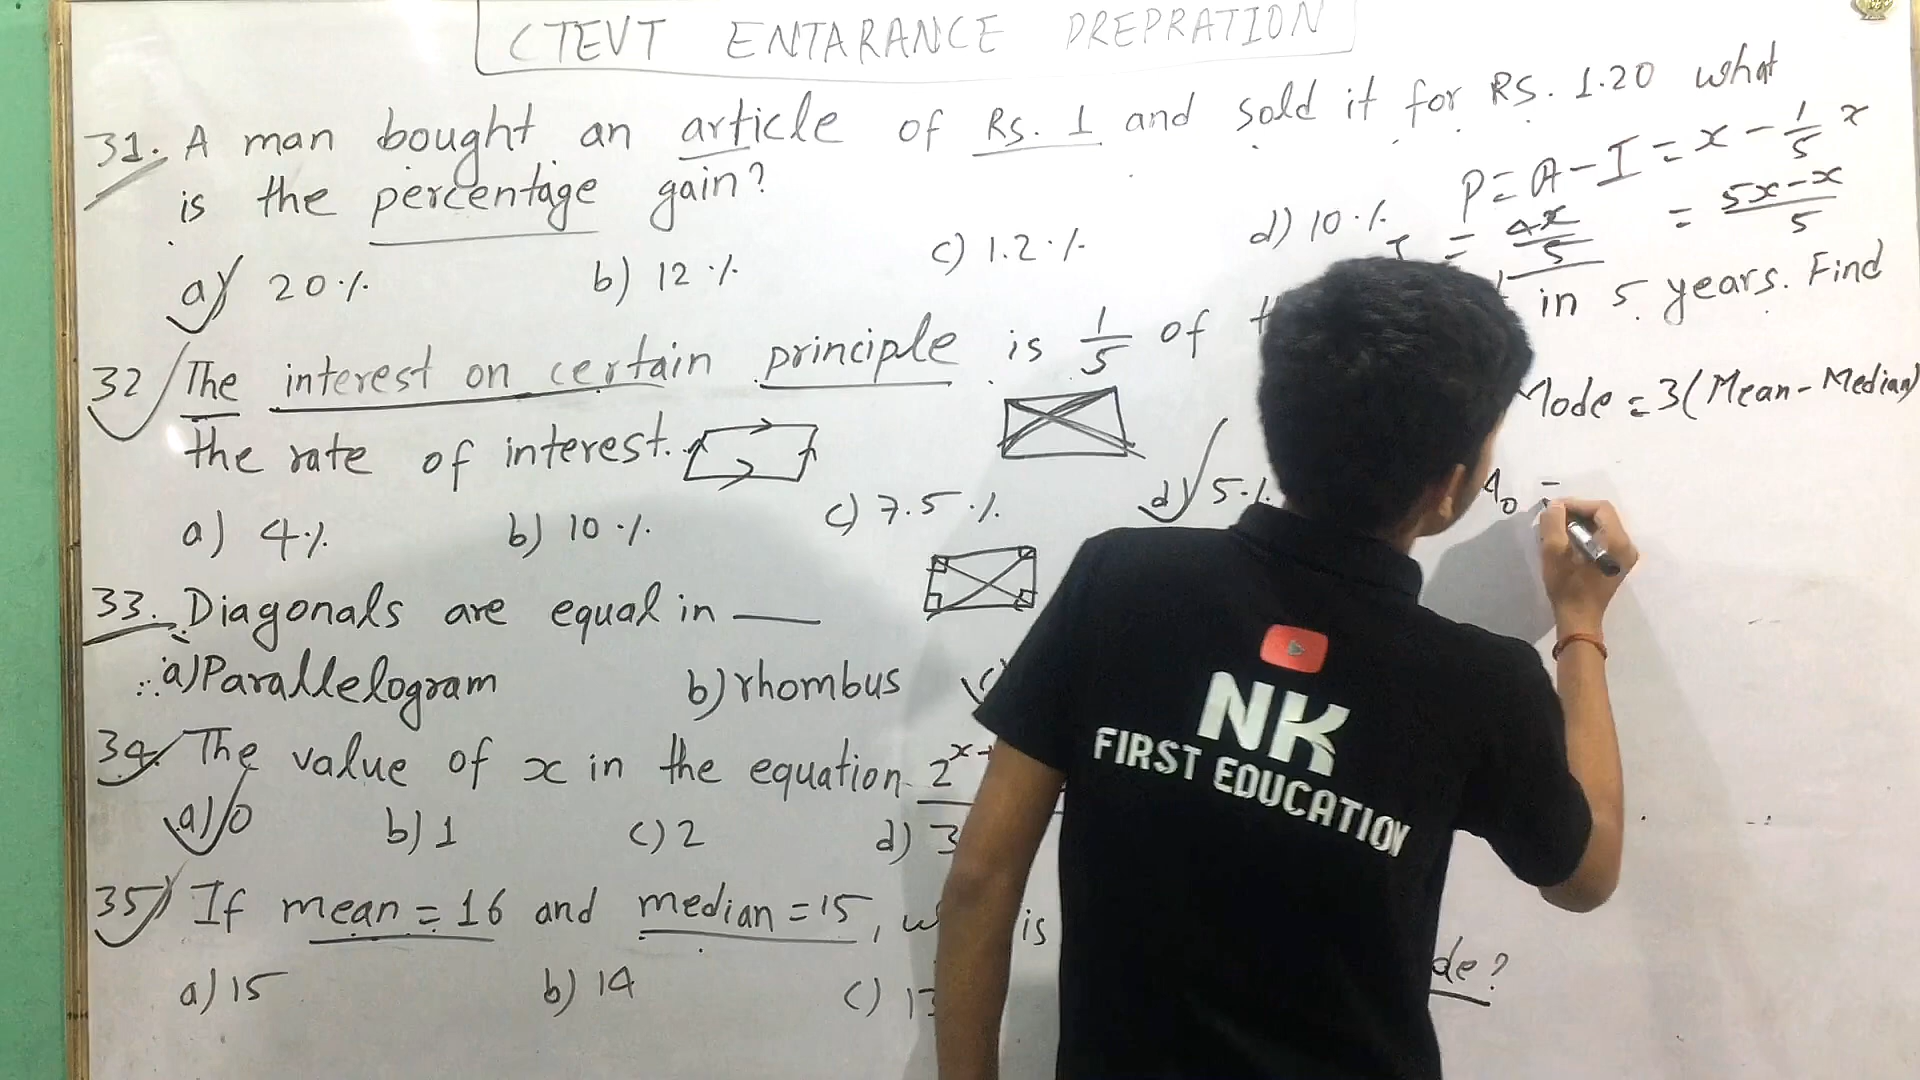 CTEVT ENTARANCE PREPRATION
31. A man bought an article of Rs. 1 and sold it for RS. 1.20 what
is the percentage gain?
P = A - I = x - 1/5 x
= 4x/5 = 5x-x/5
a) 20% b) 12% c) 1.2% d) 10%
32 The interest on certain principle is 1/5 of in 5 years. Find
the rate of interest.
Mode = 3(Mean - Median)
a) 4% b) 10% c) 7.5% d) 5%
=
33. Diagonals are equal in ___
a) Parallelogram b) rhombus
34. The value of x in the equation 2^x+
a) 0 b) 1 c) 2 d) 3
35) If mean = 16 and median = 15, is
a) 15 b) 14 c) 13
NK
FIRST EDUCATION